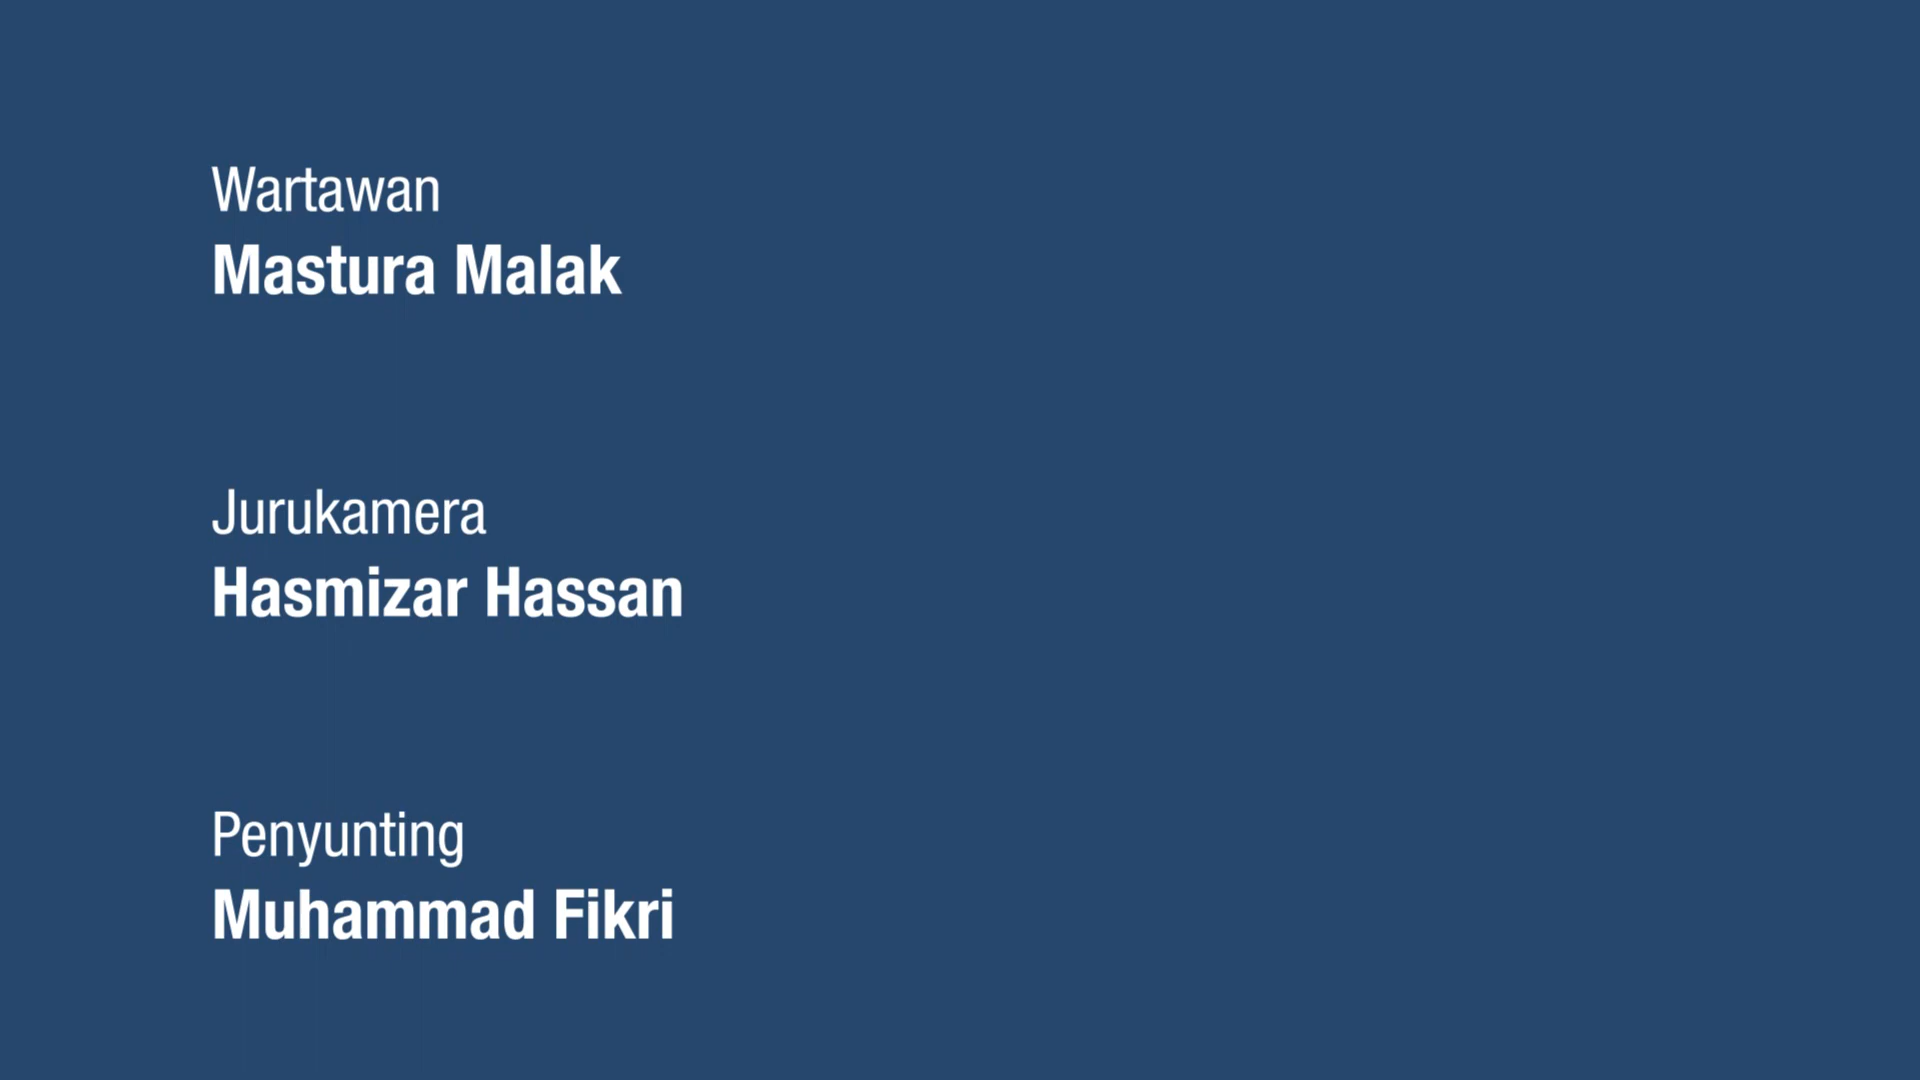 Wartawan
Mastura Malak
Jurukamera
Hasmizar Hassan
Penyunting
Muhammad Fikri